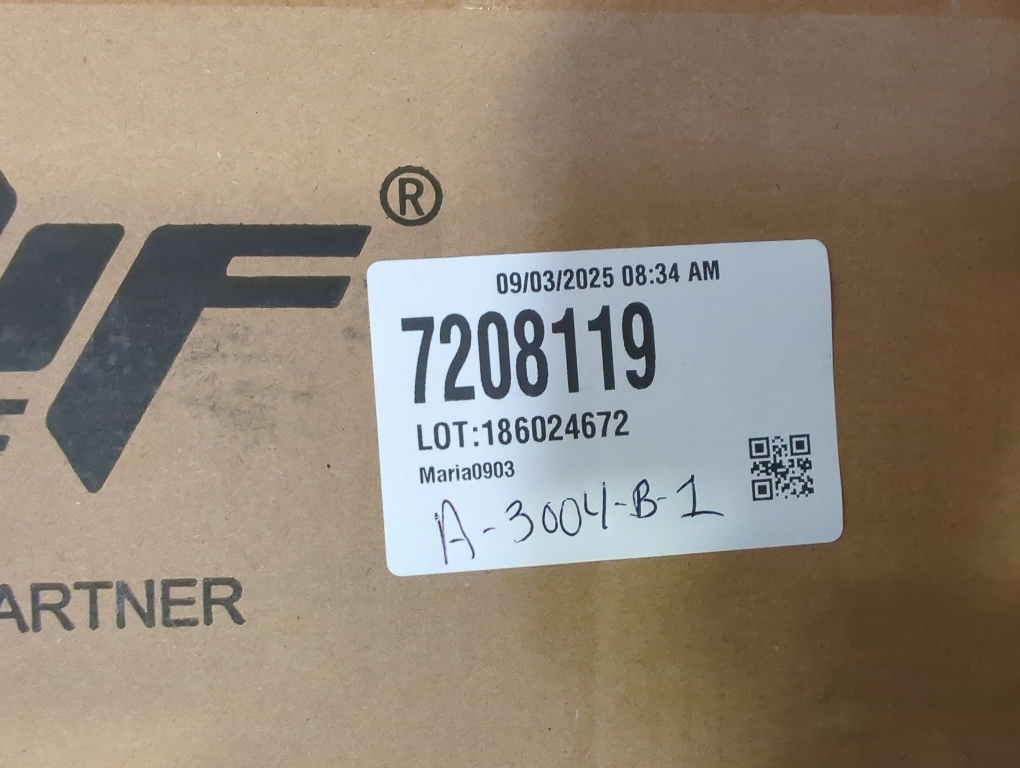 ®
09/03/2025 08:34 AM
7208119
LOT:186024672
Maria0903
A-3004-B-1
ARTNER